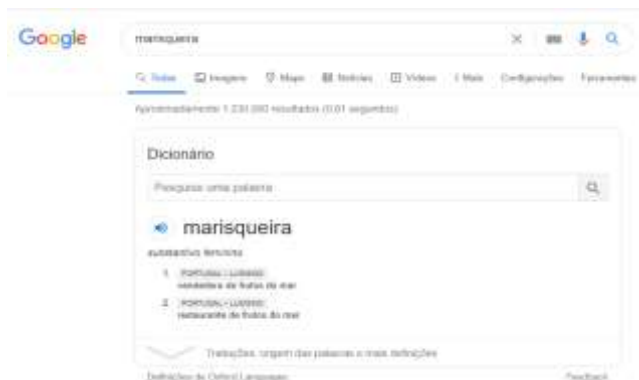 Google
marisqueira
Todas Imagens Maps Notícias Vídeos Mais Configurações Ferramentas
Aproximadamente 1.230.000 resultados (0,61 segundos)
Dicionário
Pesquise uma palavra
marisqueira
substantivo feminino
1. PORTUGAL • LUSISMO
vendedora de frutos do mar
2. PORTUGAL • LUSISMO
restaurante de frutos do mar
Traduções, origem das palavras e mais definições
Definições de Oxford Languages Feedback